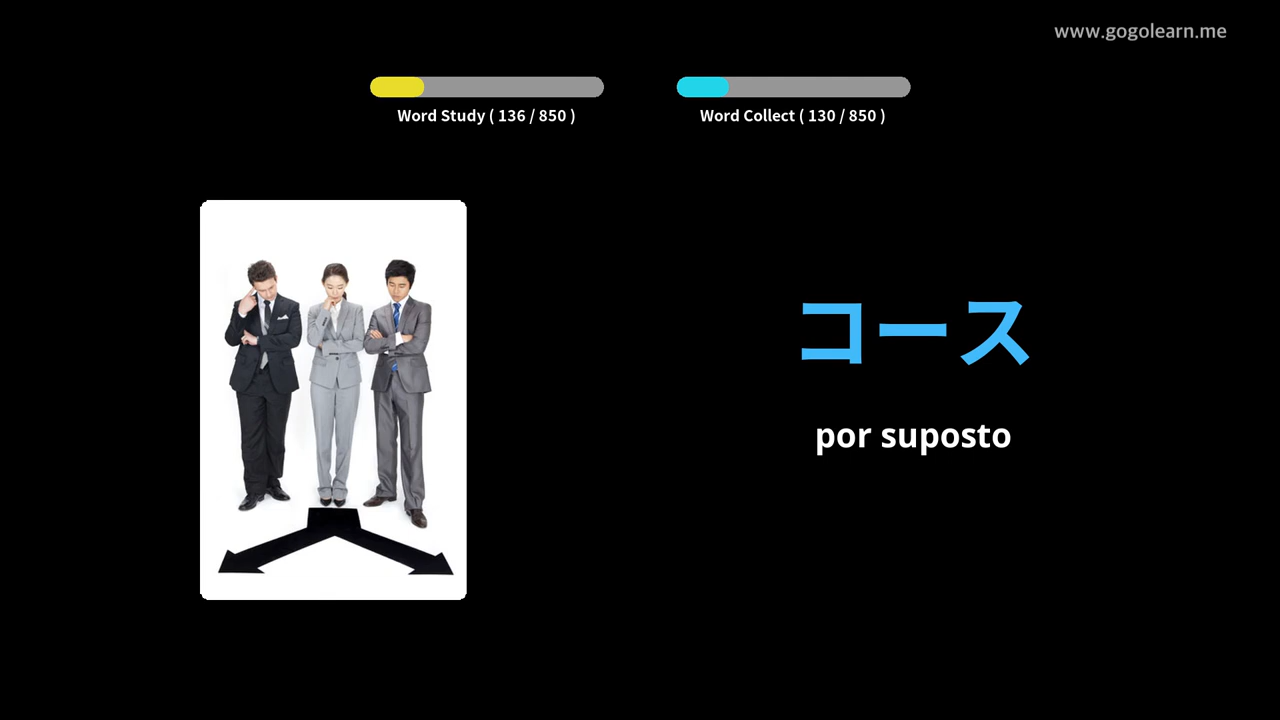 www.gogolearn.me
Word Study ( 136 / 850 )
Word Collect ( 130 / 850 )
コース
por suposto